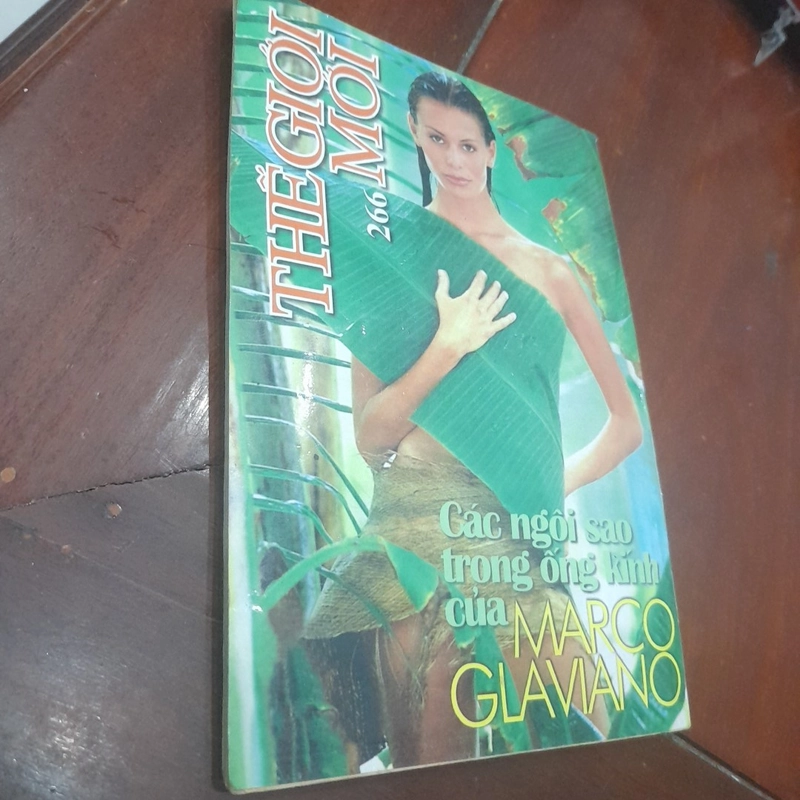 THẾ GIỚI
MỚI
266
Các ngôi sao
trong ống kính
của MARCO
GLAVIANO